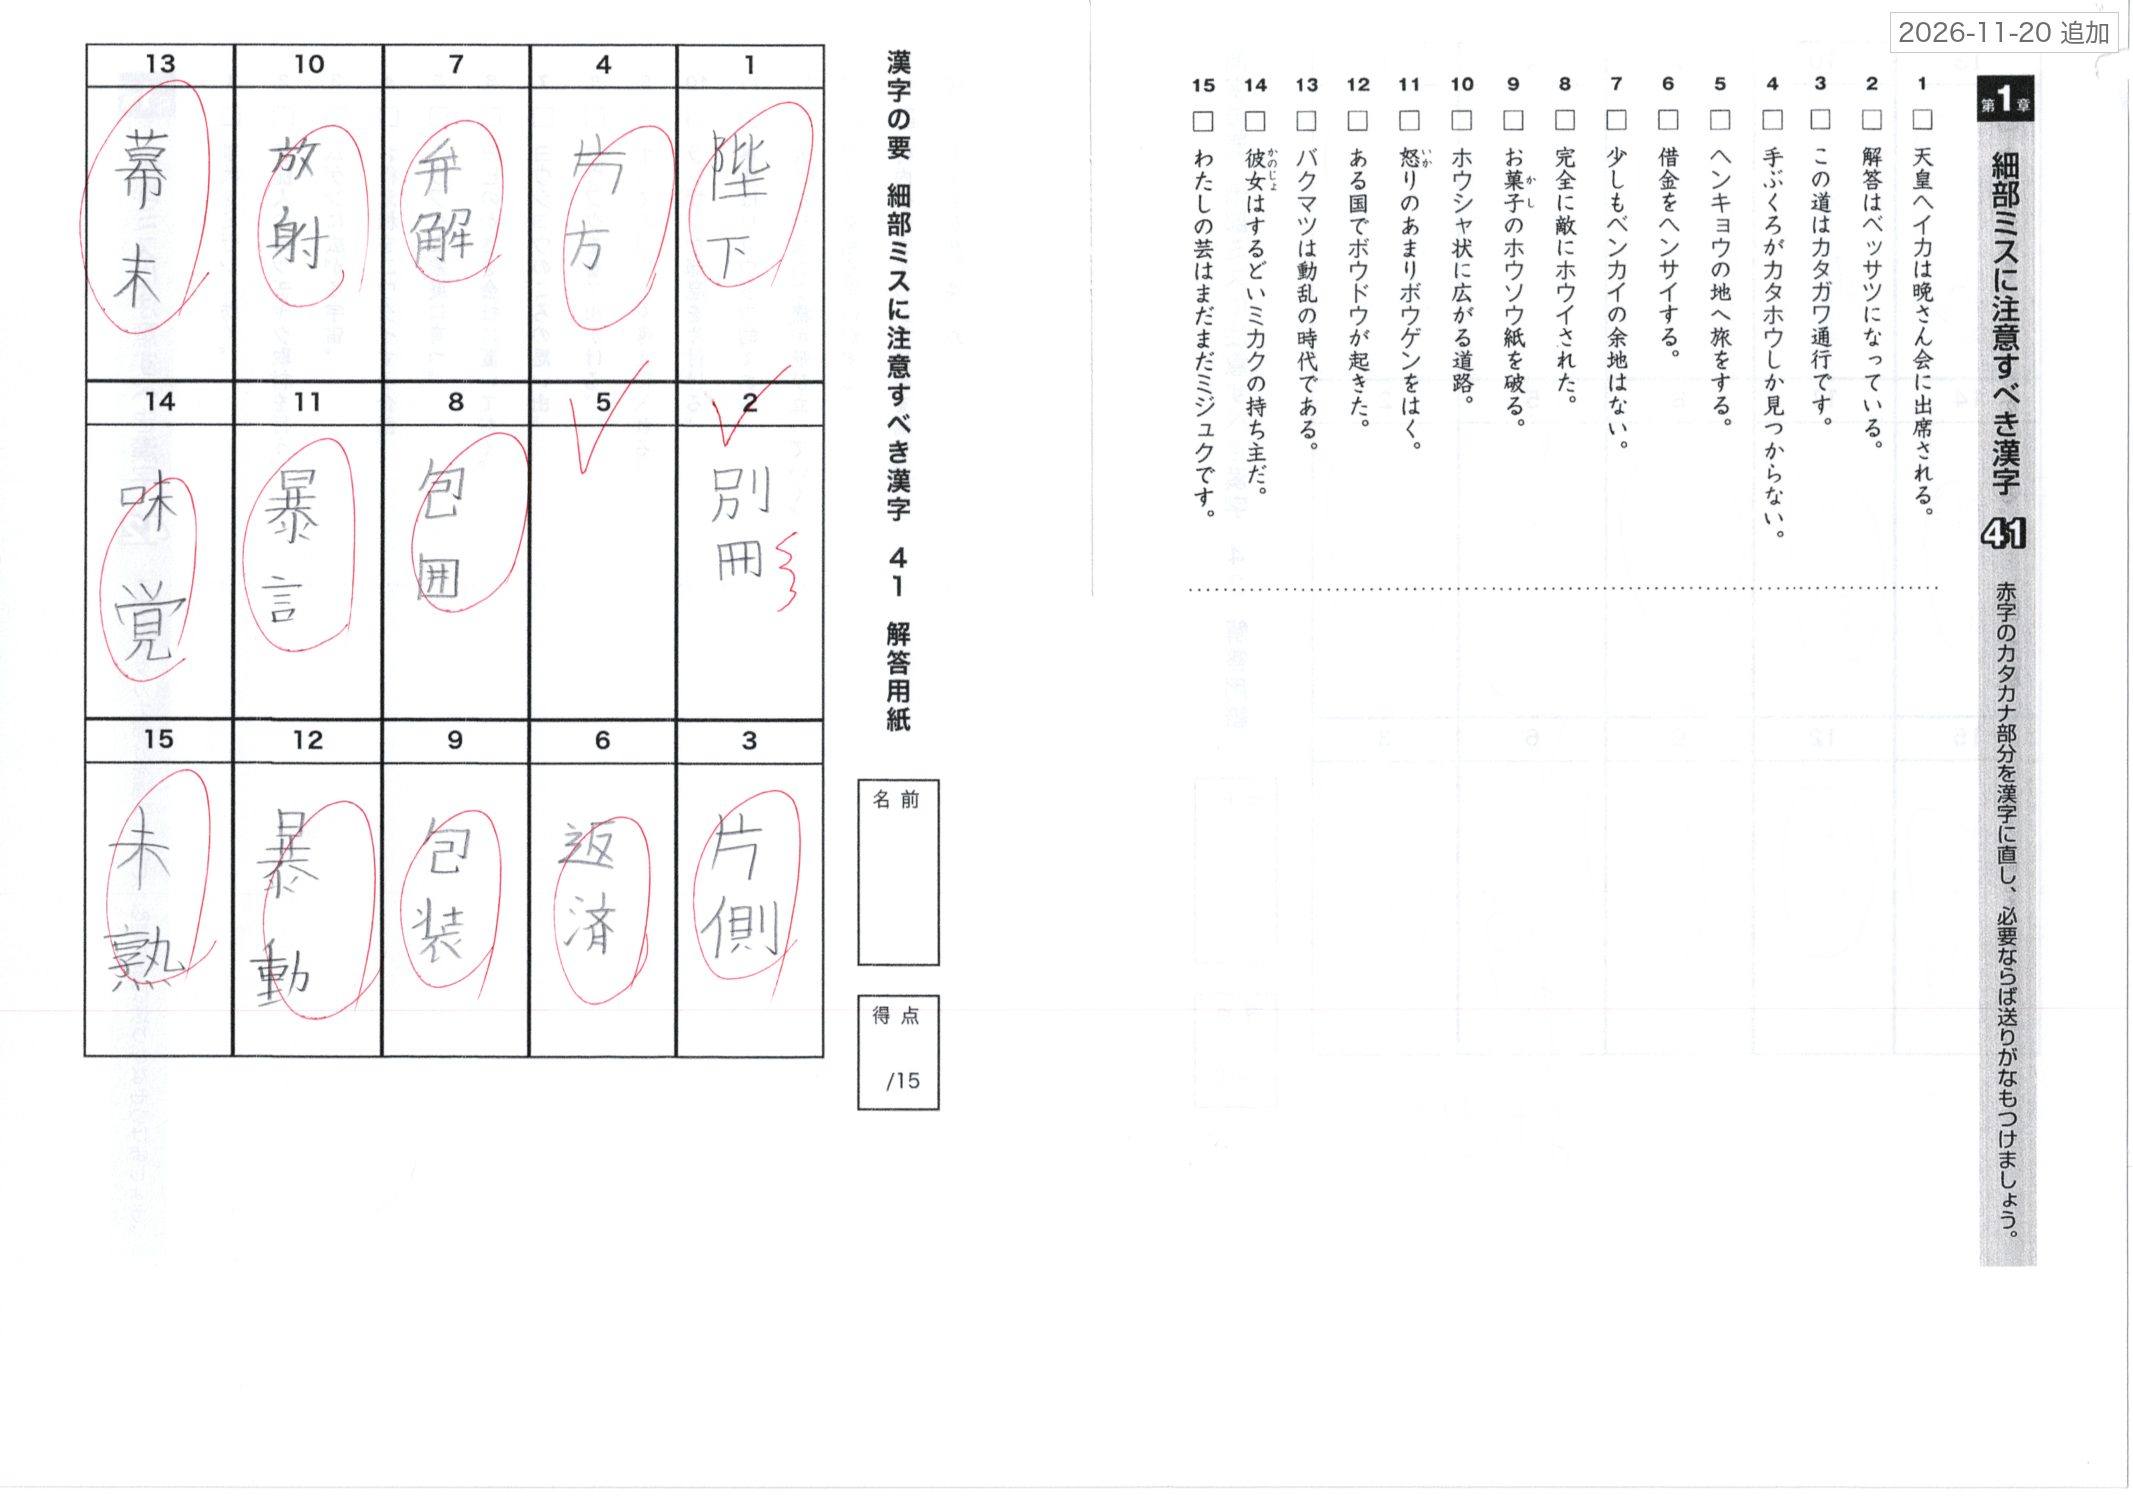 2026-11-20 追加
第1章 細部ミスに注意すべき漢字 41 赤字のカタカナ部分を漢字に直し、必要ならば送りがなもつけましょう。
1 □ 天皇ヘイカは晩さん会に出席される。
2 □ 解答はベッサツになっている。
3 □ この道はカタガワ通行です。
4 □ 手ぶくろがカタホウしか見つからない。
5 □ ヘンキョウの地へ旅をする。
6 □ 借金をヘンサイする。
7 □ 少しもベンカイの余地はない。
8 □ 完全に敵にホウイされた。
9 □ お菓子のホウソウ紙を破る。
かし
10 □ ホウシャ状に広がる道路。
11 □ 怒りのあまりボウゲンをはく。
いか
12 □ ある国でボウドウが起きた。
13 □ バクマツは動乱の時代である。
14 □ 彼女はするどいミカクの持ち主だ。
かのじょ
15 □ わたしの芸はまだまだミジュクです。
漢字の要 細部ミスに注意すべき漢字 41 解答用紙
名前
得点
/15
1
陛下
2
別冊
3
片側
4
片方
5
6
返済
7
弁解
8
包囲
9
包装
10
放射
11
暴言
12
暴動
13
幕末
14
味覚
15
未熟